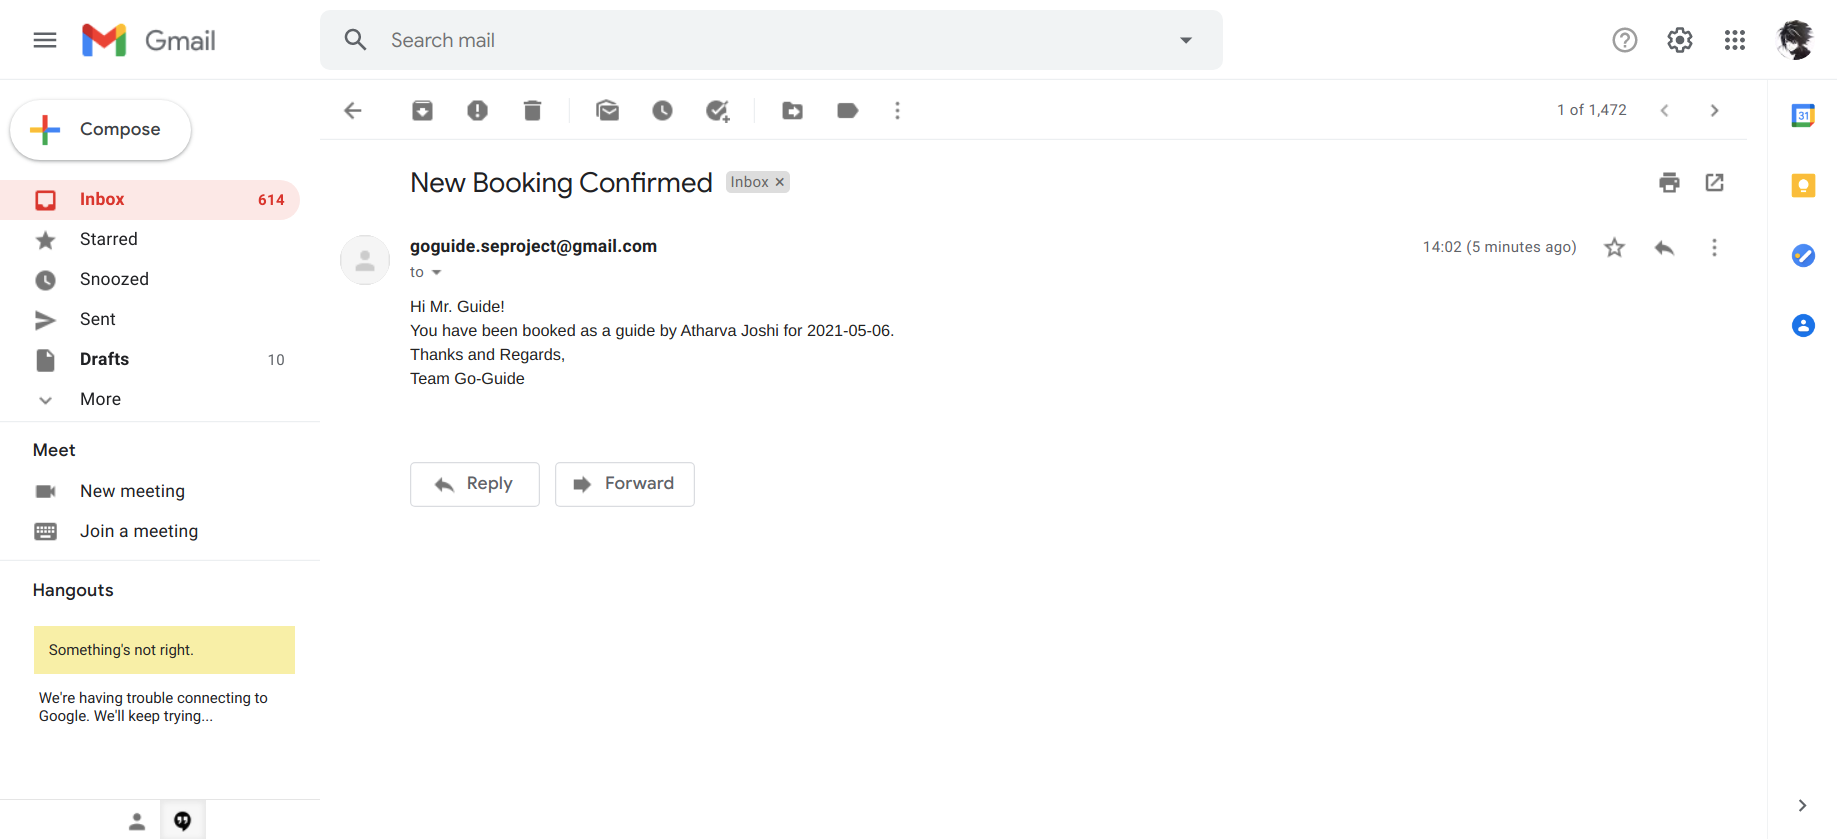 Gmail
Search mail
Compose
1 of 1,472
31
Inbox 614
Starred
Snoozed
Sent
Drafts 10
More
Meet
New meeting
Join a meeting
Hangouts
Something's not right.
We're having trouble connecting to
Google. We'll keep trying...
New Booking Confirmed Inbox ×
goguide.seproject@gmail.com 14:02 (5 minutes ago)
to
Hi Mr. Guide!
You have been booked as a guide by Atharva Joshi for 2021-05-06.
Thanks and Regards,
Team Go-Guide
Reply Forward